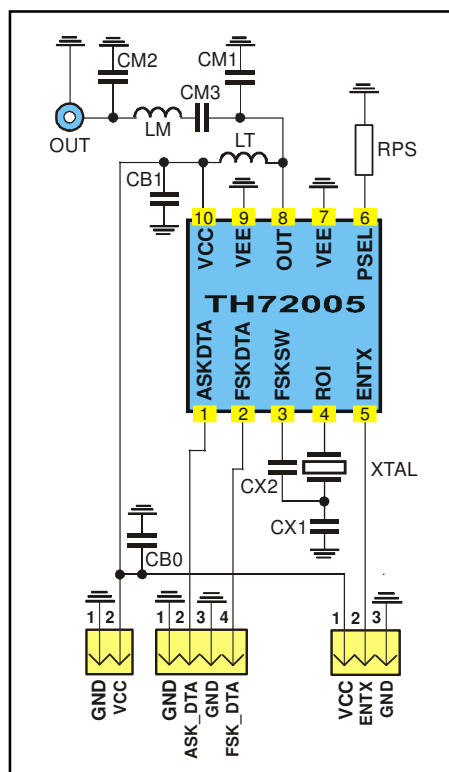 CM2
CM1
CM3
LM
OUT
LT
RPS
CB1
10 9 8 7 6
VCC VEE OUT VEE PSEL
TH72005
ASKDTA FSKDTA FSKSW ROI ENTX
1 2 3 4 5
CX2
XTAL
CX1
CB0
1 2
1 2 3 4
1 2 3
GND VCC
GND ASK_DTA GND FSK_DTA
VCC ENTX GND